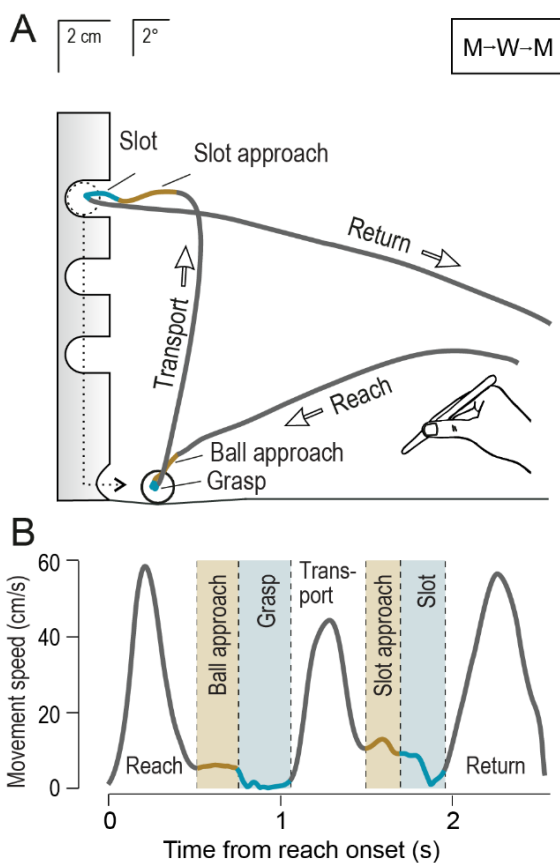 A
2 cm
2°
M→W→M
Slot
Slot approach
Return
Transport
Reach
Ball approach
Grasp
B
Movement speed (cm/s)
60
40
20
0
Reach
Ball approach
Grasp
Trans-
port
Slot approach
Slot
Return
0
1
2
Time from reach onset (s)